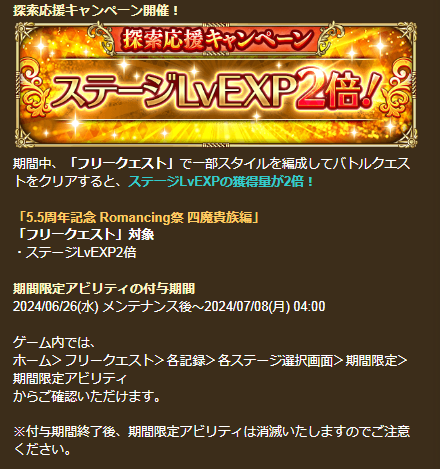 探索応援キャンペーン開催！
探索応援キャンペーン
ステージLvEXP2倍！
期間中、「フリークエスト」で一部スタイルを編成してバトルクエス
トをクリアすると、ステージLvEXPの獲得量が2倍！
「5.5周年記念 Romancing祭 四魔貴族編」
「フリークエスト」対象
・ステージLvEXP2倍
期間限定アビリティの付与期間
2024/06/26(水) メンテナンス後～2024/07/08(月) 04:00
ゲーム内では、
ホーム＞フリークエスト＞各記録＞各ステージ選択画面＞期間限定＞
期間限定アビリティ
からご確認いただけます。
※付与期間終了後、期間限定アビリティは消滅いたしますのでご注意
ください。